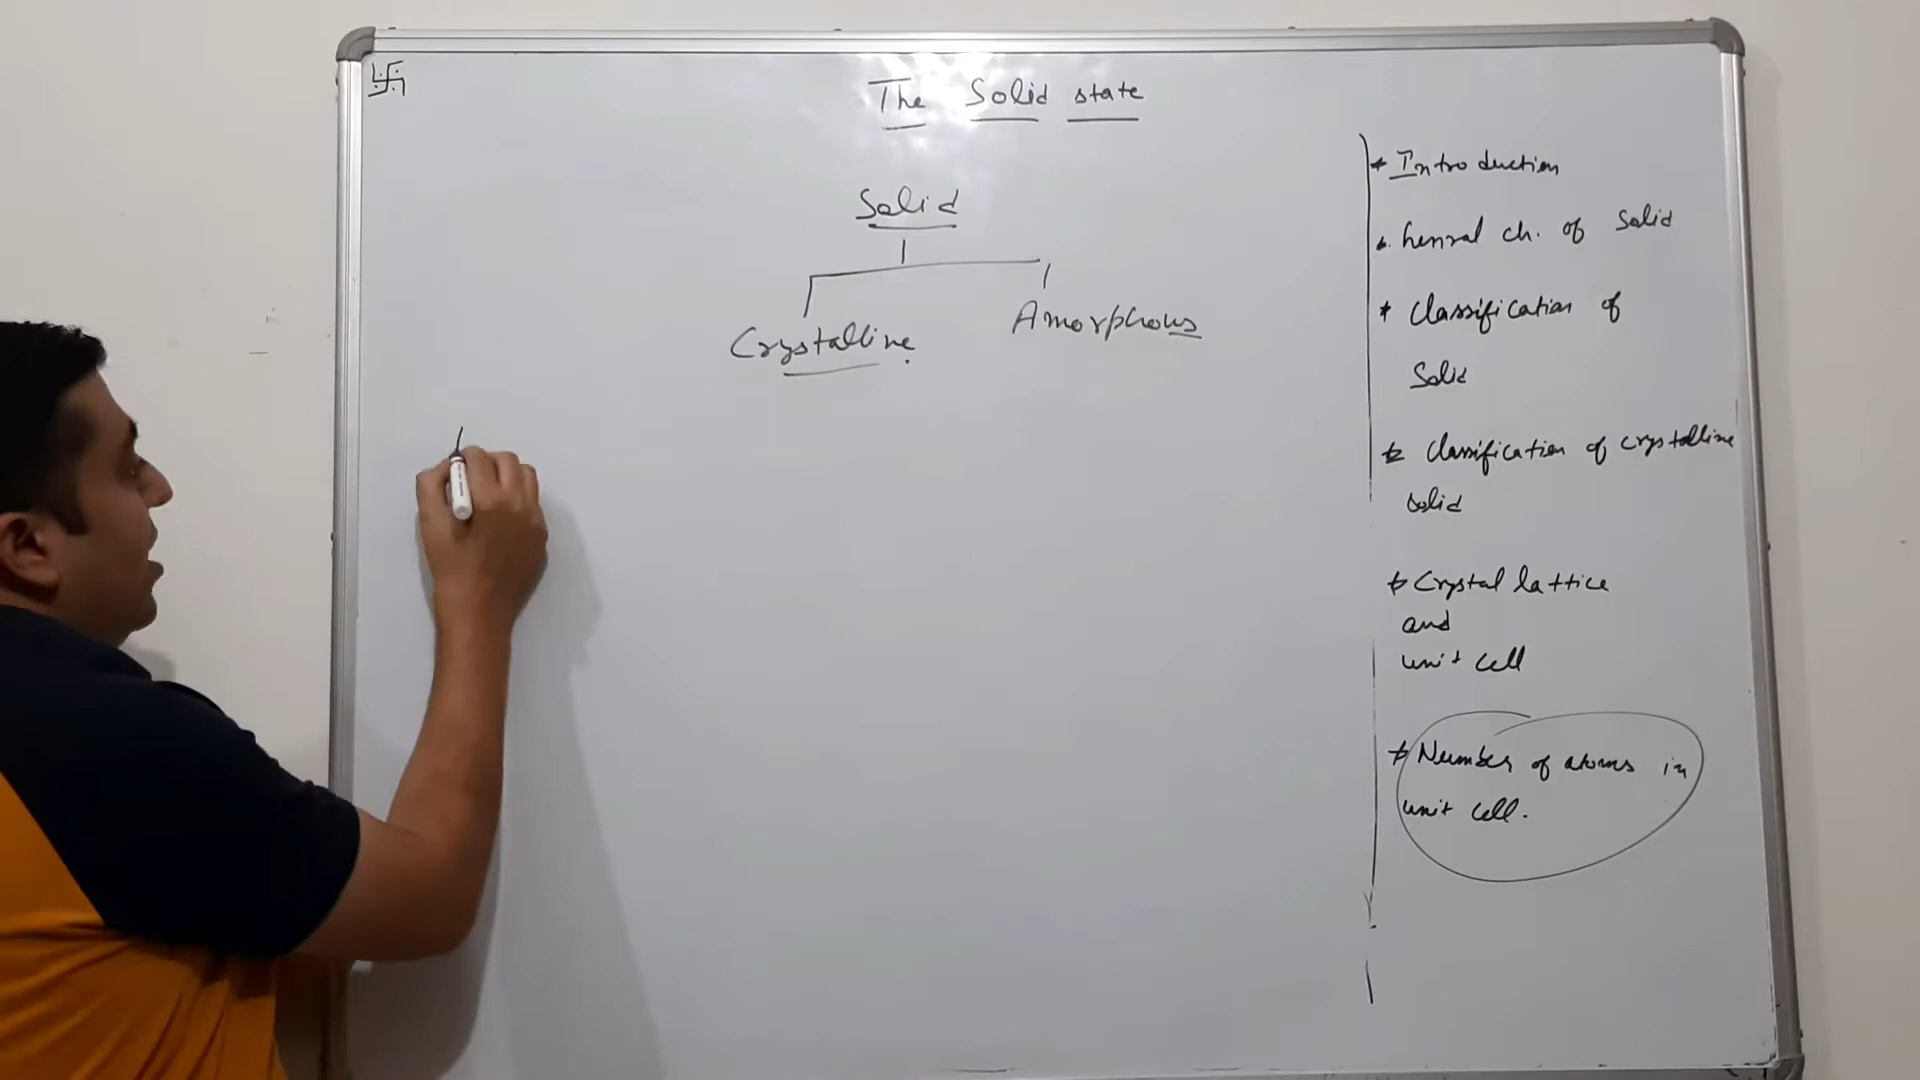 The Solid state
Solid
Crystalline
Amorphous
* Introduction
. Genral ch. of Solid
* Classification of
Solid
* Classification of crystalline
solid
* Crystal lattice
and
unit cell
* Number of atoms in
unit cell.